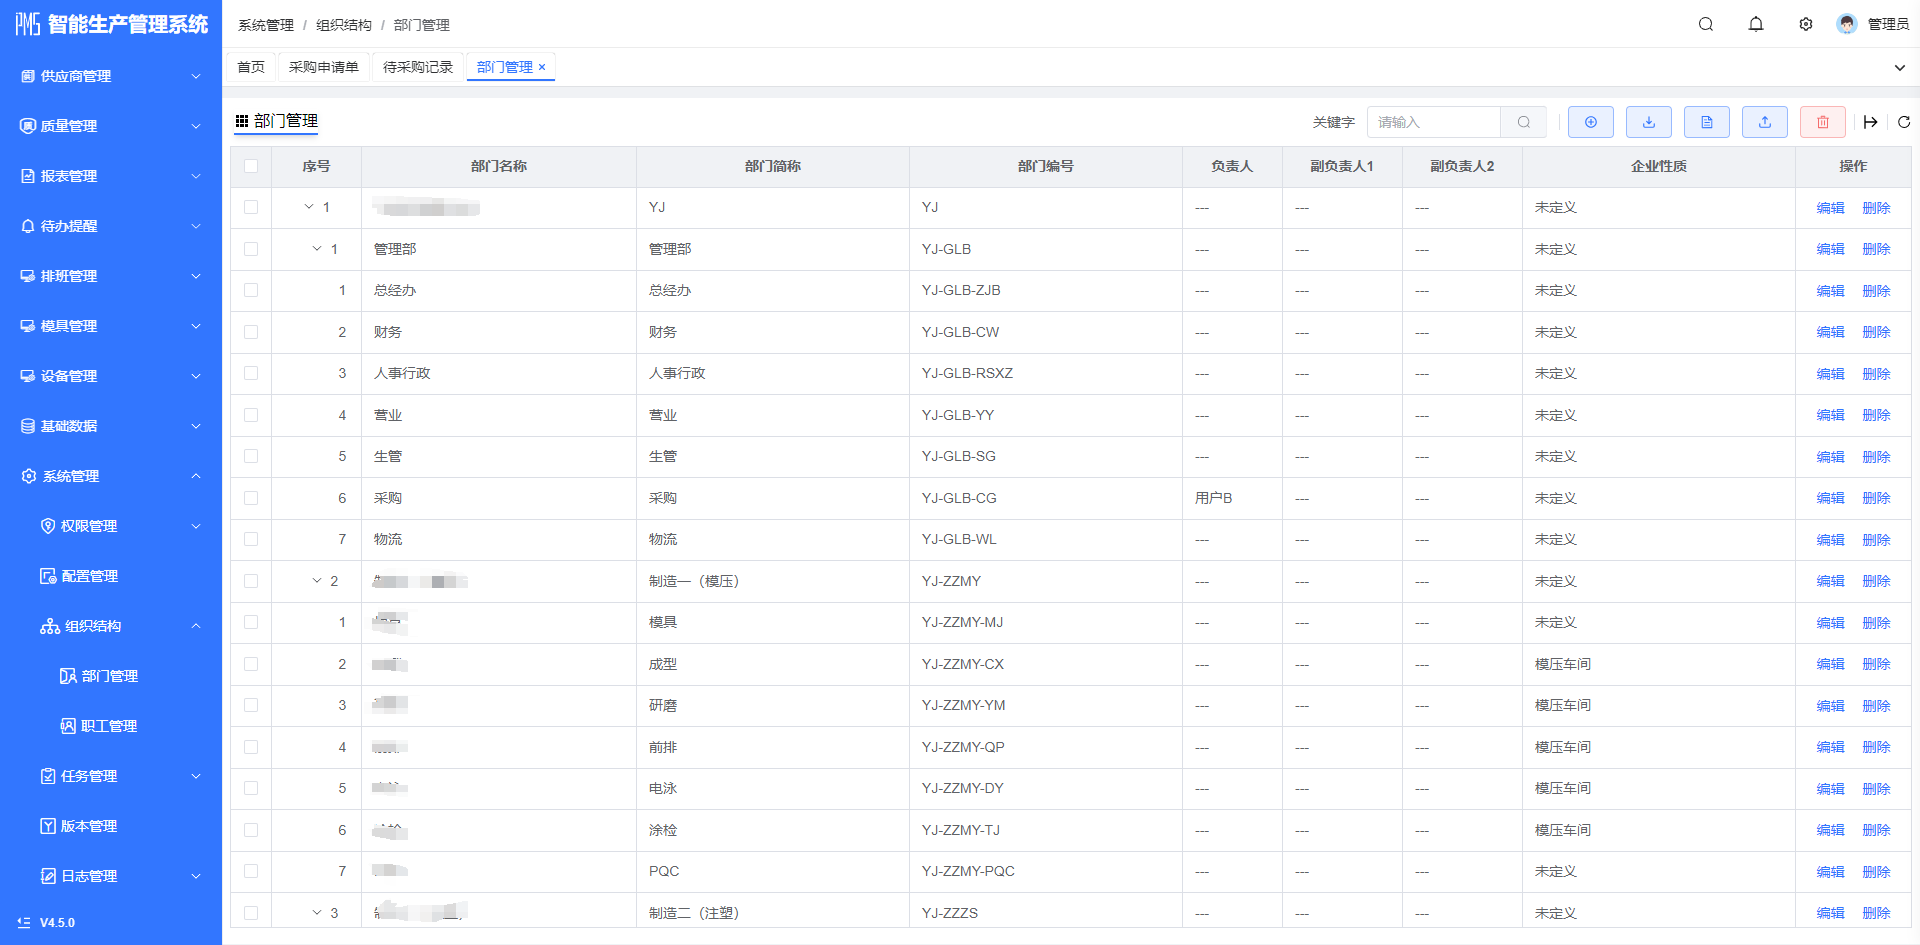 PMS 智能生产管理系统
系统管理 / 组织结构 / 部门管理
管理员
首页 采购申请单 待采购记录 部门管理 ×
供应商管理
质量管理
报表管理
待办提醒
排班管理
模具管理
设备管理
基础数据
系统管理
权限管理
配置管理
组织结构
部门管理
职工管理
任务管理
版本管理
日志管理
V4.5.0
部门管理
关键字 请输入
序号 部门名称 部门简称 部门编号 负责人 副负责人1 副负责人2 企业性质 操作
1 YJ YJ --- --- --- 未定义 编辑 删除
1 管理部 管理部 YJ-GLB --- --- --- 未定义 编辑 删除
1 总经办 总经办 YJ-GLB-ZJB --- --- --- 未定义 编辑 删除
2 财务 财务 YJ-GLB-CW --- --- --- 未定义 编辑 删除
3 人事行政 人事行政 YJ-GLB-RSXZ --- --- --- 未定义 编辑 删除
4 营业 营业 YJ-GLB-YY --- --- --- 未定义 编辑 删除
5 生管 生管 YJ-GLB-SG --- --- --- 未定义 编辑 删除
6 采购 采购 YJ-GLB-CG 用户B --- --- 未定义 编辑 删除
7 物流 物流 YJ-GLB-WL --- --- --- 未定义 编辑 删除
2 制造一（模压） YJ-ZZMY --- --- --- 未定义 编辑 删除
1 模具 YJ-ZZMY-MJ --- --- --- 未定义 编辑 删除
2 成型 YJ-ZZMY-CX --- --- --- 模压车间 编辑 删除
3 研磨 YJ-ZZMY-YM --- --- --- 模压车间 编辑 删除
4 前排 YJ-ZZMY-QP --- --- --- 模压车间 编辑 删除
5 电泳 YJ-ZZMY-DY --- --- --- 模压车间 编辑 删除
6 涂检 YJ-ZZMY-TJ --- --- --- 模压车间 编辑 删除
7 PQC YJ-ZZMY-PQC --- --- --- 未定义 编辑 删除
3 制造二（注塑） YJ-ZZZS --- --- --- 未定义 编辑 删除